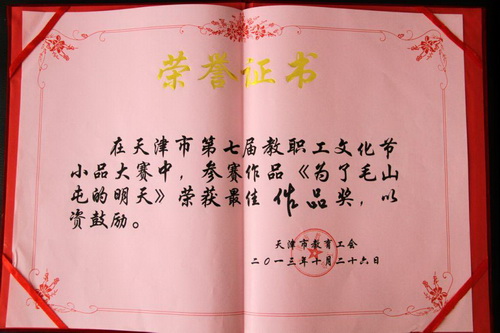 荣誉证书
在天津市第七届教职工文化节
小品大赛中，参赛作品《为了毛山
屯的明天》荣获最佳作品奖，以
资鼓励。
天津市教育工会
二〇一三年十月二十六日